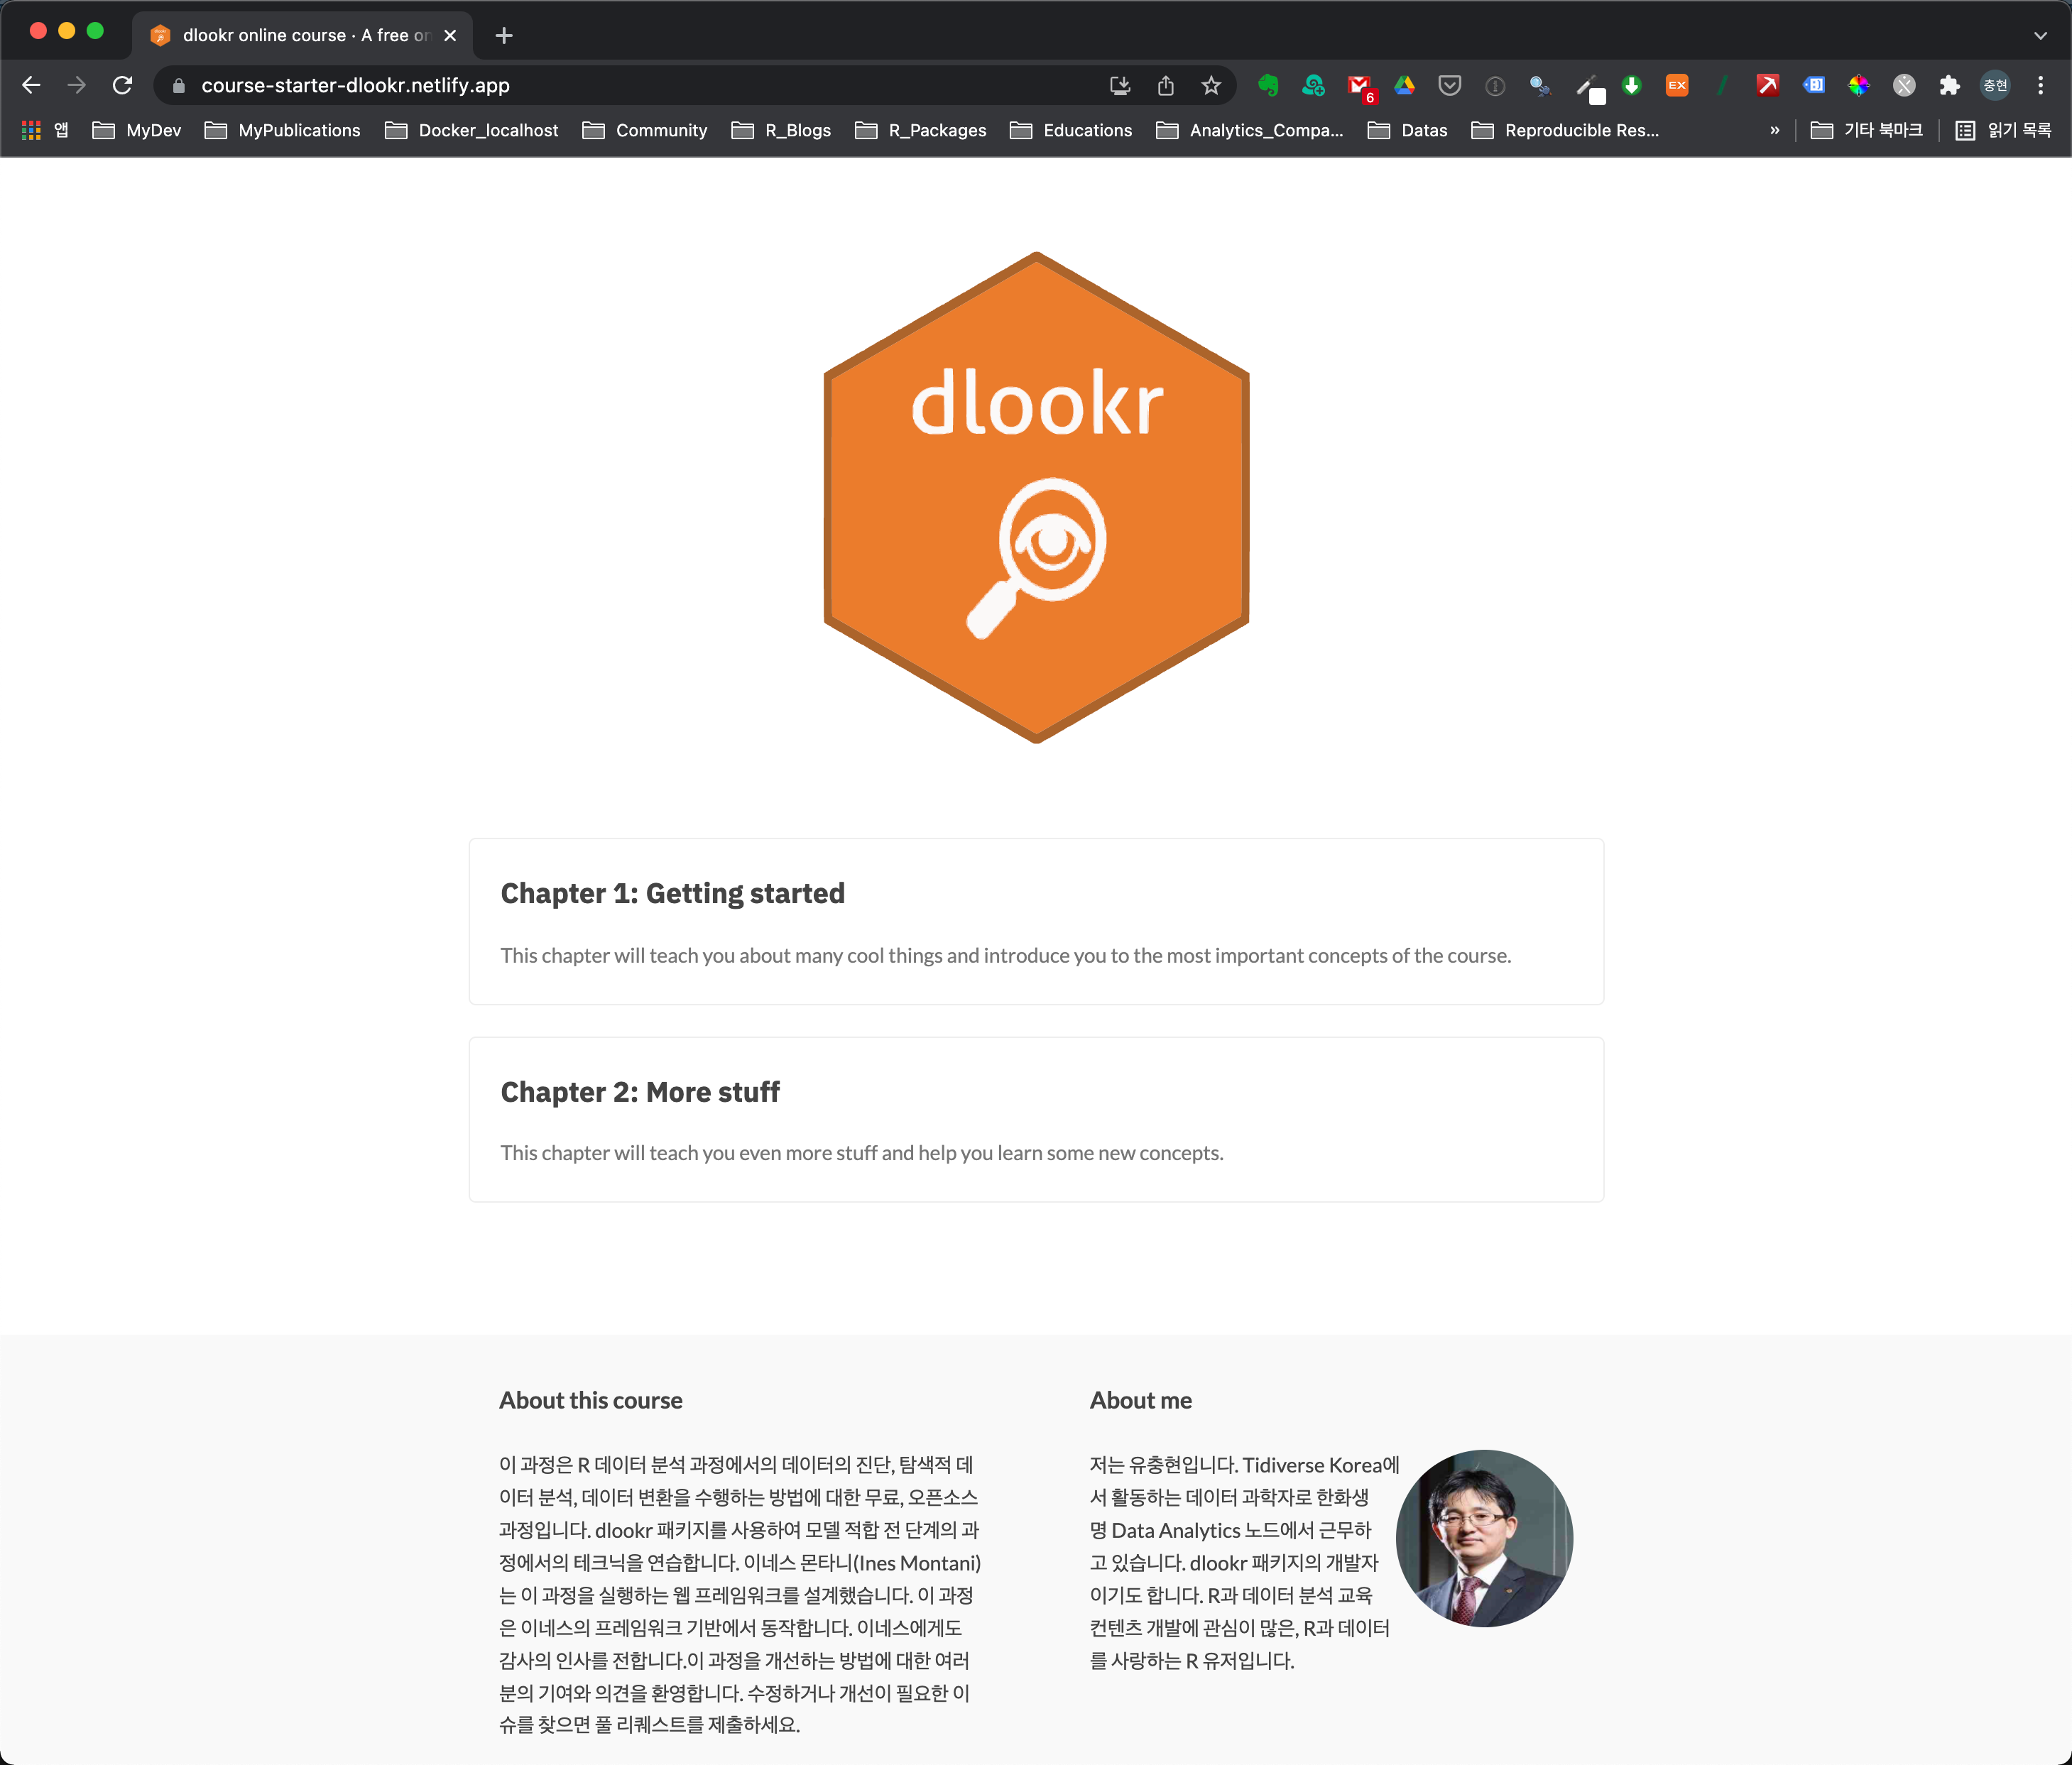 dlookr online course · A free or
course-starter-dlookr.netlify.app
6
EX
충현
앱 MyDev MyPublications Docker_localhost Community R_Blogs R_Packages Educations Analytics_Compa... Datas Reproducible Res... » 기타 북마크 읽기 목록
dlookr
Chapter 1: Getting started
This chapter will teach you about many cool things and introduce you to the most important concepts of the course.
Chapter 2: More stuff
This chapter will teach you even more stuff and help you learn some new concepts.
About this course
이 과정은 R 데이터 분석 과정에서의 데이터의 진단, 탐색적 데
이터 분석, 데이터 변환을 수행하는 방법에 대한 무료, 오픈소스
과정입니다. dlookr 패키지를 사용하여 모델 적합 전 단계의 과
정에서의 테크닉을 연습합니다. 이네스 몬타니(Ines Montani)
는 이 과정을 실행하는 웹 프레임워크를 설계했습니다. 이 과정
은 이네스의 프레임워크 기반에서 동작합니다. 이네스에게도
감사의 인사를 전합니다.이 과정을 개선하는 방법에 대한 여러
분의 기여와 의견을 환영합니다. 수정하거나 개선이 필요한 이
슈를 찾으면 풀 리퀘스트를 제출하세요.
About me
저는 유충현입니다. Tidiverse Korea에
서 활동하는 데이터 과학자로 한화생
명 Data Analytics 노드에서 근무하
고 있습니다. dlookr 패키지의 개발자
이기도 합니다. R과 데이터 분석 교육
컨텐츠 개발에 관심이 많은, R과 데이터
를 사랑하는 R 유저입니다.